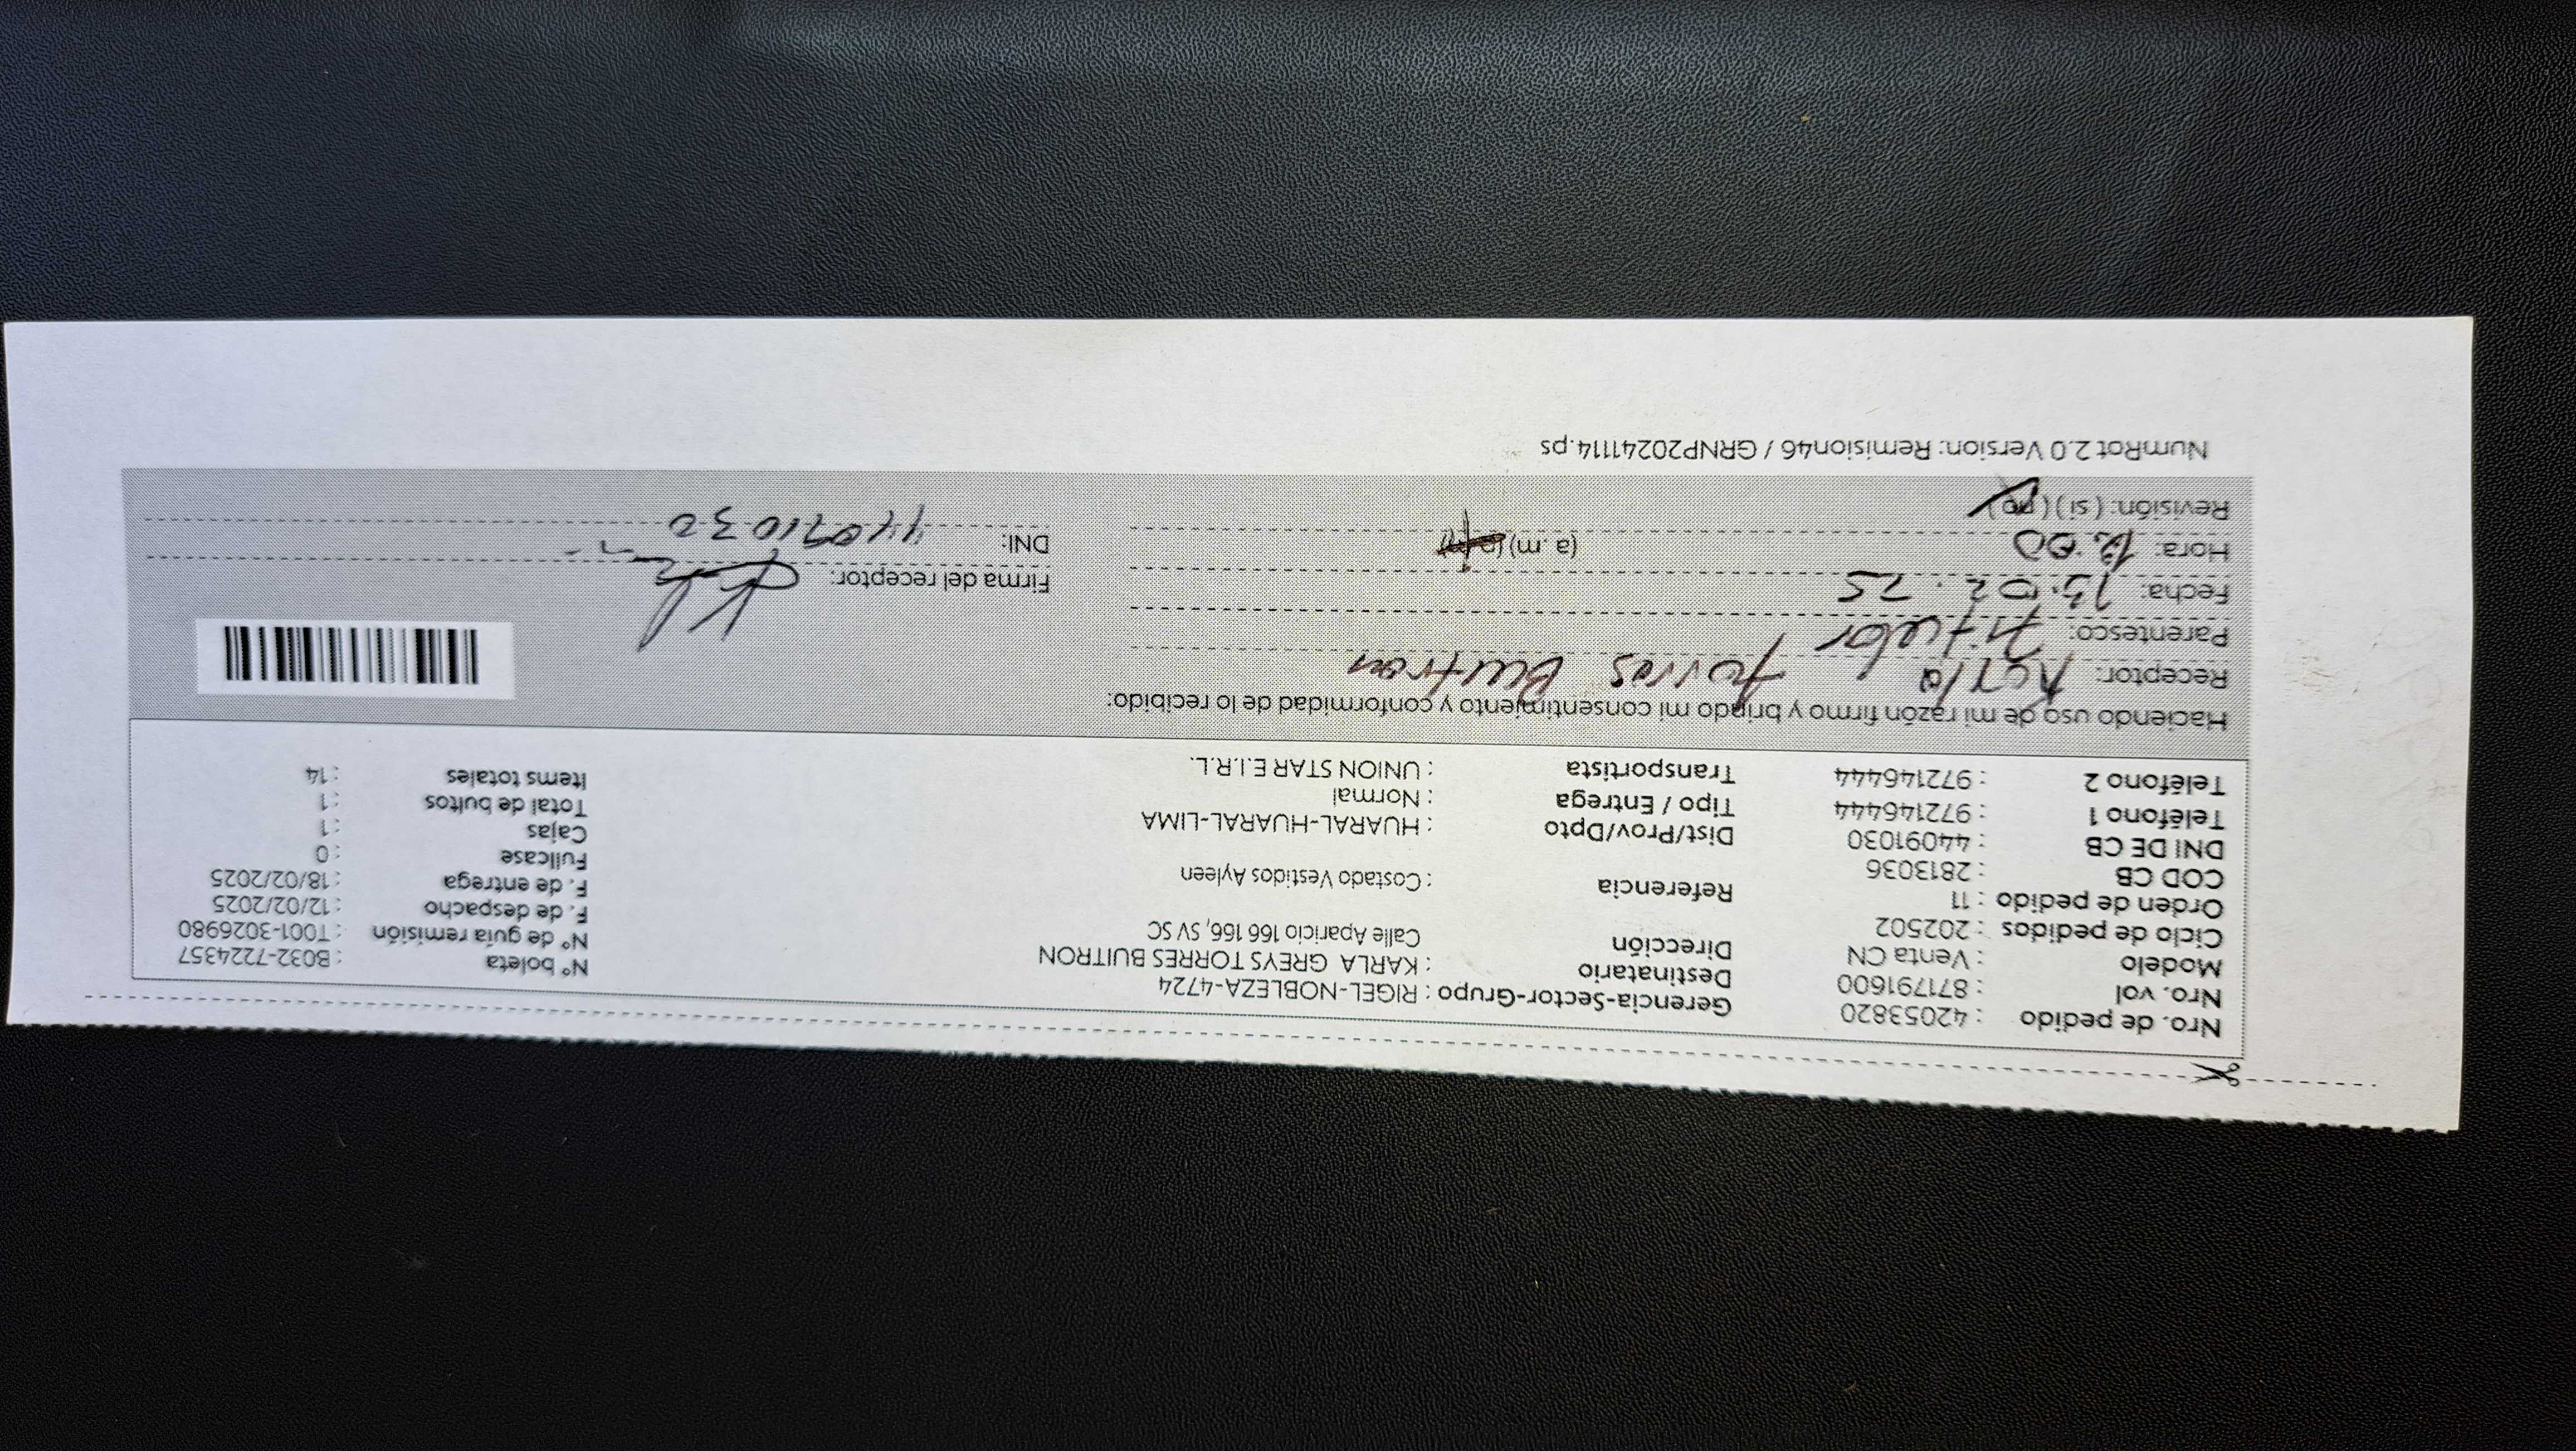 Nro. de pedido : 42053820 Gerencia-Sector-Grupo : RIGEL-NOBLEZA-4724 N° boleta : B032-7224357
Nro. vol : 871791600 Destinatario : KARLA GREYS TORRES BUITRON N° de guía remisión : T001-3026980
Modelo : Venta CN Dirección Calle Aparicio 166 166, SV SC F. de despacho : 12/02/2025
Ciclo de pedidos : 202502 F. de entrega : 18/02/2025
Orden de pedido : 11 Referencia : Costado Vestidos Ayleen Fullcase : 0
COD CB : 2813036 Cajas : 1
DNI DE CB : 44091030 Dist/Prov/Dpto : HUARAL-HUARAL-LIMA Total de bultos : 1
Teléfono 1 : 972146444 Tipo / Entrega : Normal Items totales : 14
Teléfono 2 : 972146444 Transportista : UNION STAR E.I.R.L.
Haciendo uso de mi razón firmo y brindo mi consentimiento y conformidad de lo recibido:
Receptor: Karla Torres Buitron
Parentesco: Titular
Fecha: 15.02.25 Firma del receptor:
Hora: (a. m) (p. m) DNI: 44091030
Revisión: (si) (no)
NumRot 2.0 Version: Remision46 / GRNP20241114.ps